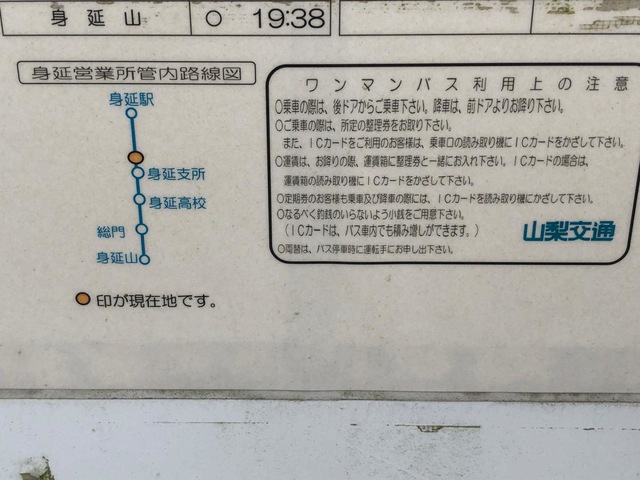 身延山 ○ 19:38
身延営業所管内路線図
身延駅
身延支所
身延高校
総門
身延山
印が現在地です。
ワンマンバス利用上の注意
○乗車の際は、後ドアからご乗車下さい。降車は、前ドアよりお降り下さい。
○ご乗車の際は、所定の整理券をお取り下さい。
また、ICカードをご利用のお客様は、乗車口の読み取り機にICカードをかざして下さい。
○運賃は、お降りの際、運賃箱に整理券と一緒にお入れ下さい。ICカードの場合は、
運賃箱の読み取り機にICカードをかざして下さい。
○定期券のお客様も乗車及び降車の際には、ICカードを読み取り機にかざして下さい。
○なるべく釣銭のいらないよう小銭をご用意下さい。
(ICカードは、バス車内でも積み増しができます。)
○両替は、バス停車時に運転手にお申し出下さい。
山梨交通